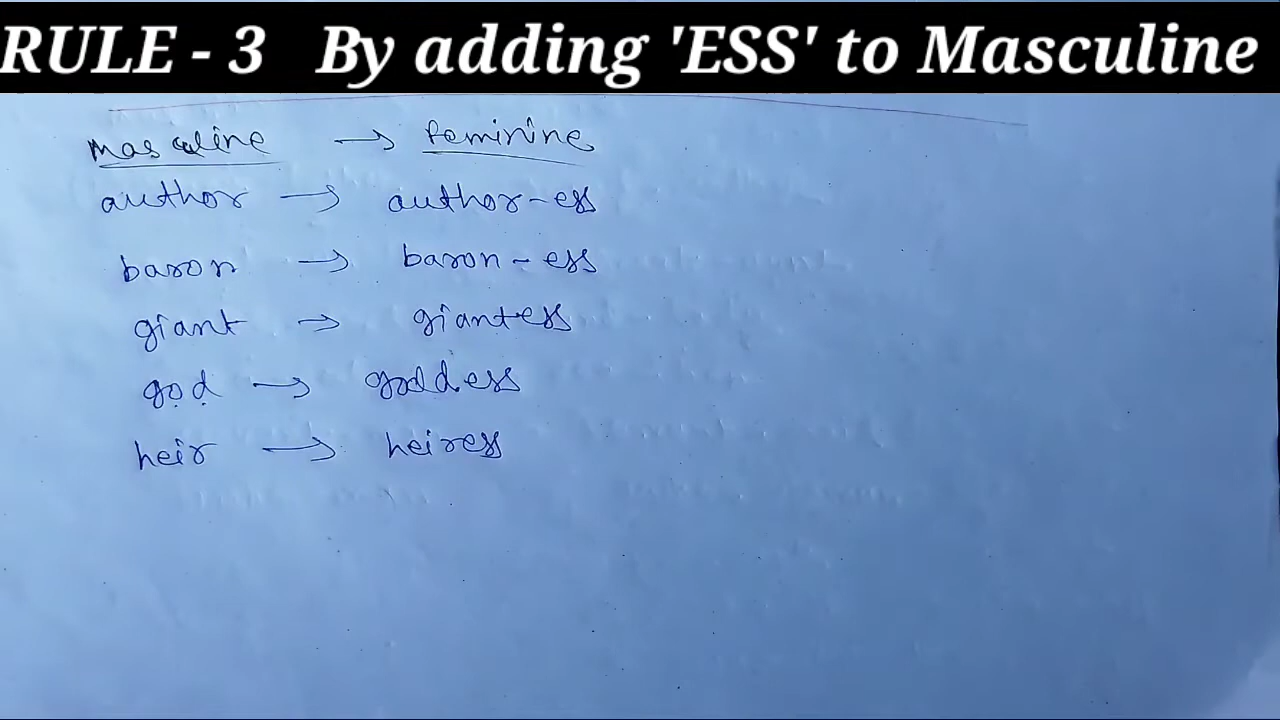 RULE - 3 By adding 'ESS' to Masculine
Masculine → Feminine
author → author-ess
baron → baron-ess
giant → giantess
god → goddess
heir → heiress